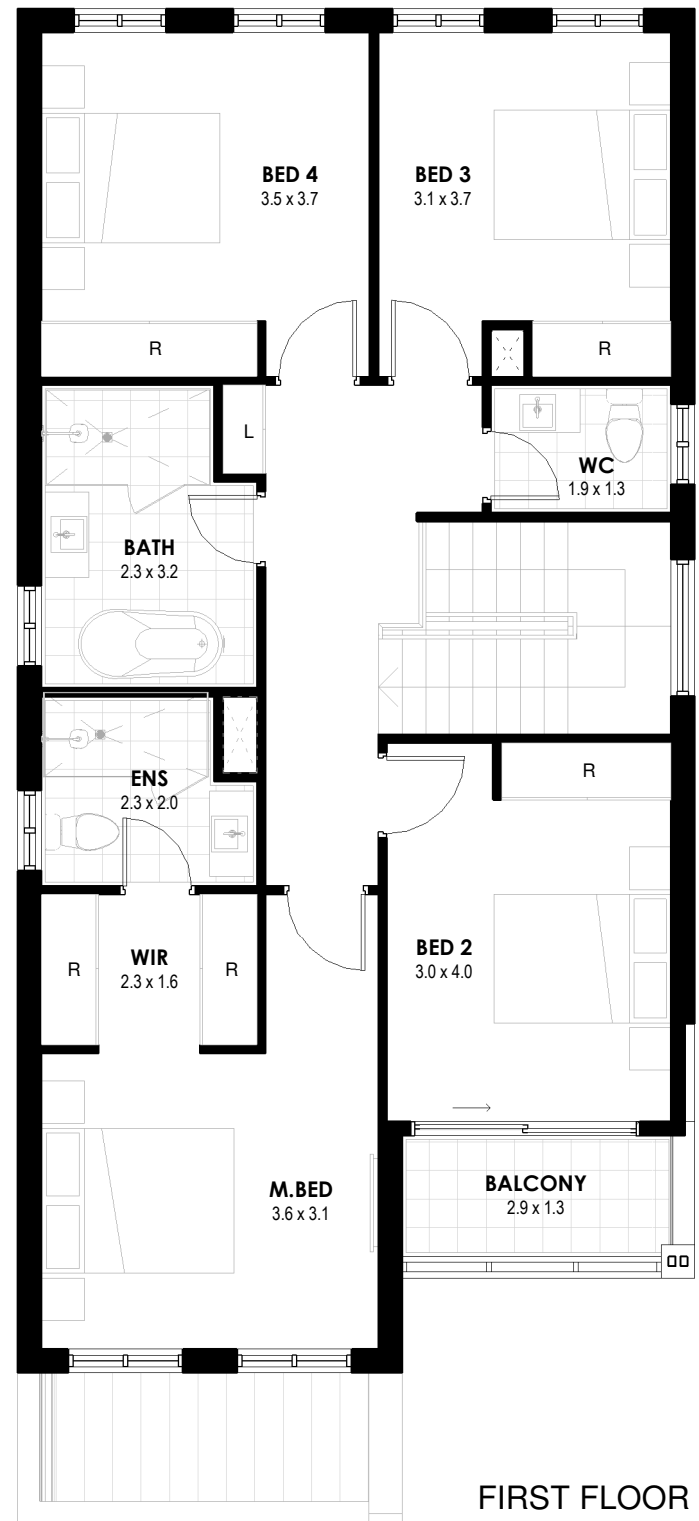 BED 4
3.5 x 3.7
BED 3
3.1 x 3.7
R
R
L
WC
1.9 x 1.3
BATH
2.3 x 3.2
R
ENS
2.3 x 2.0
BED 2
3.0 x 4.0
R
WIR
2.3 x 1.6
R
M.BED
3.6 x 3.1
BALCONY
2.9 x 1.3
FIRST FLOOR